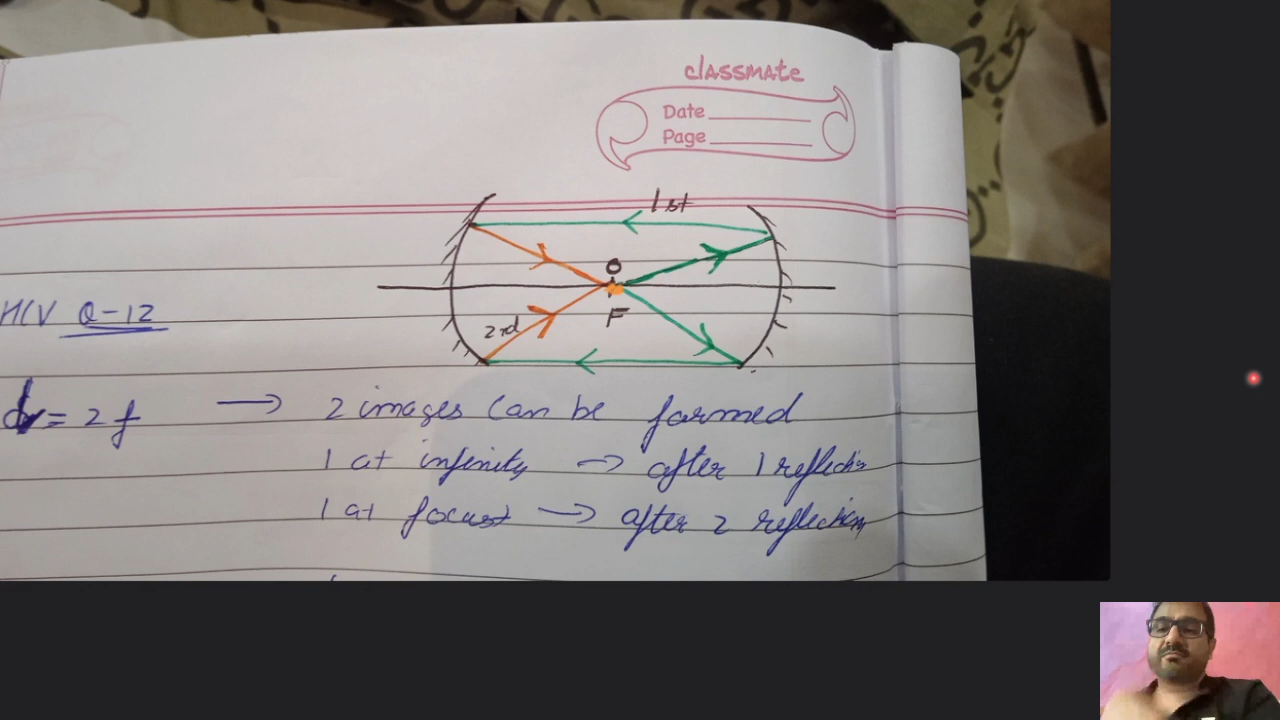 classmate
Date
Page
1st
O
F
2nd
HCV Q-12
d = 2f → 2 images can be formed
1 at infinity → after 1 reflection
1 at focus → after 2 reflection